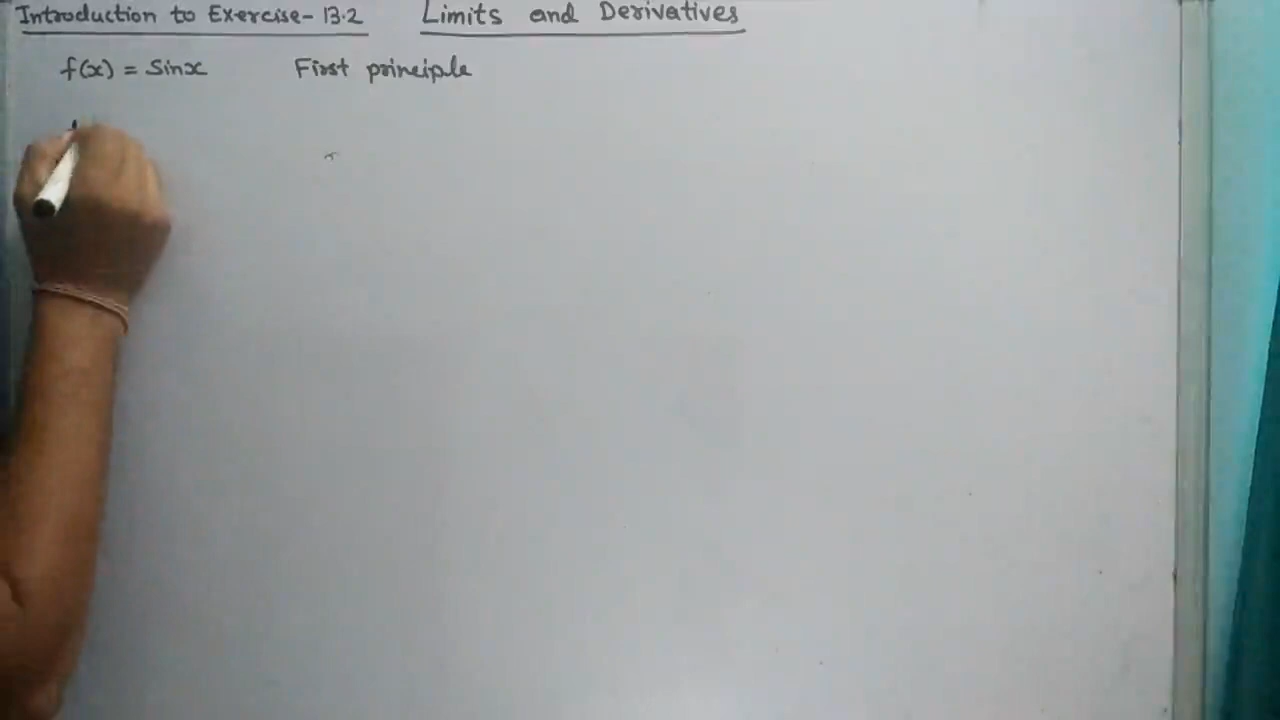 Introduction to Exercise-13.2 Limits and Derivatives
f(x) = Sinx First principle